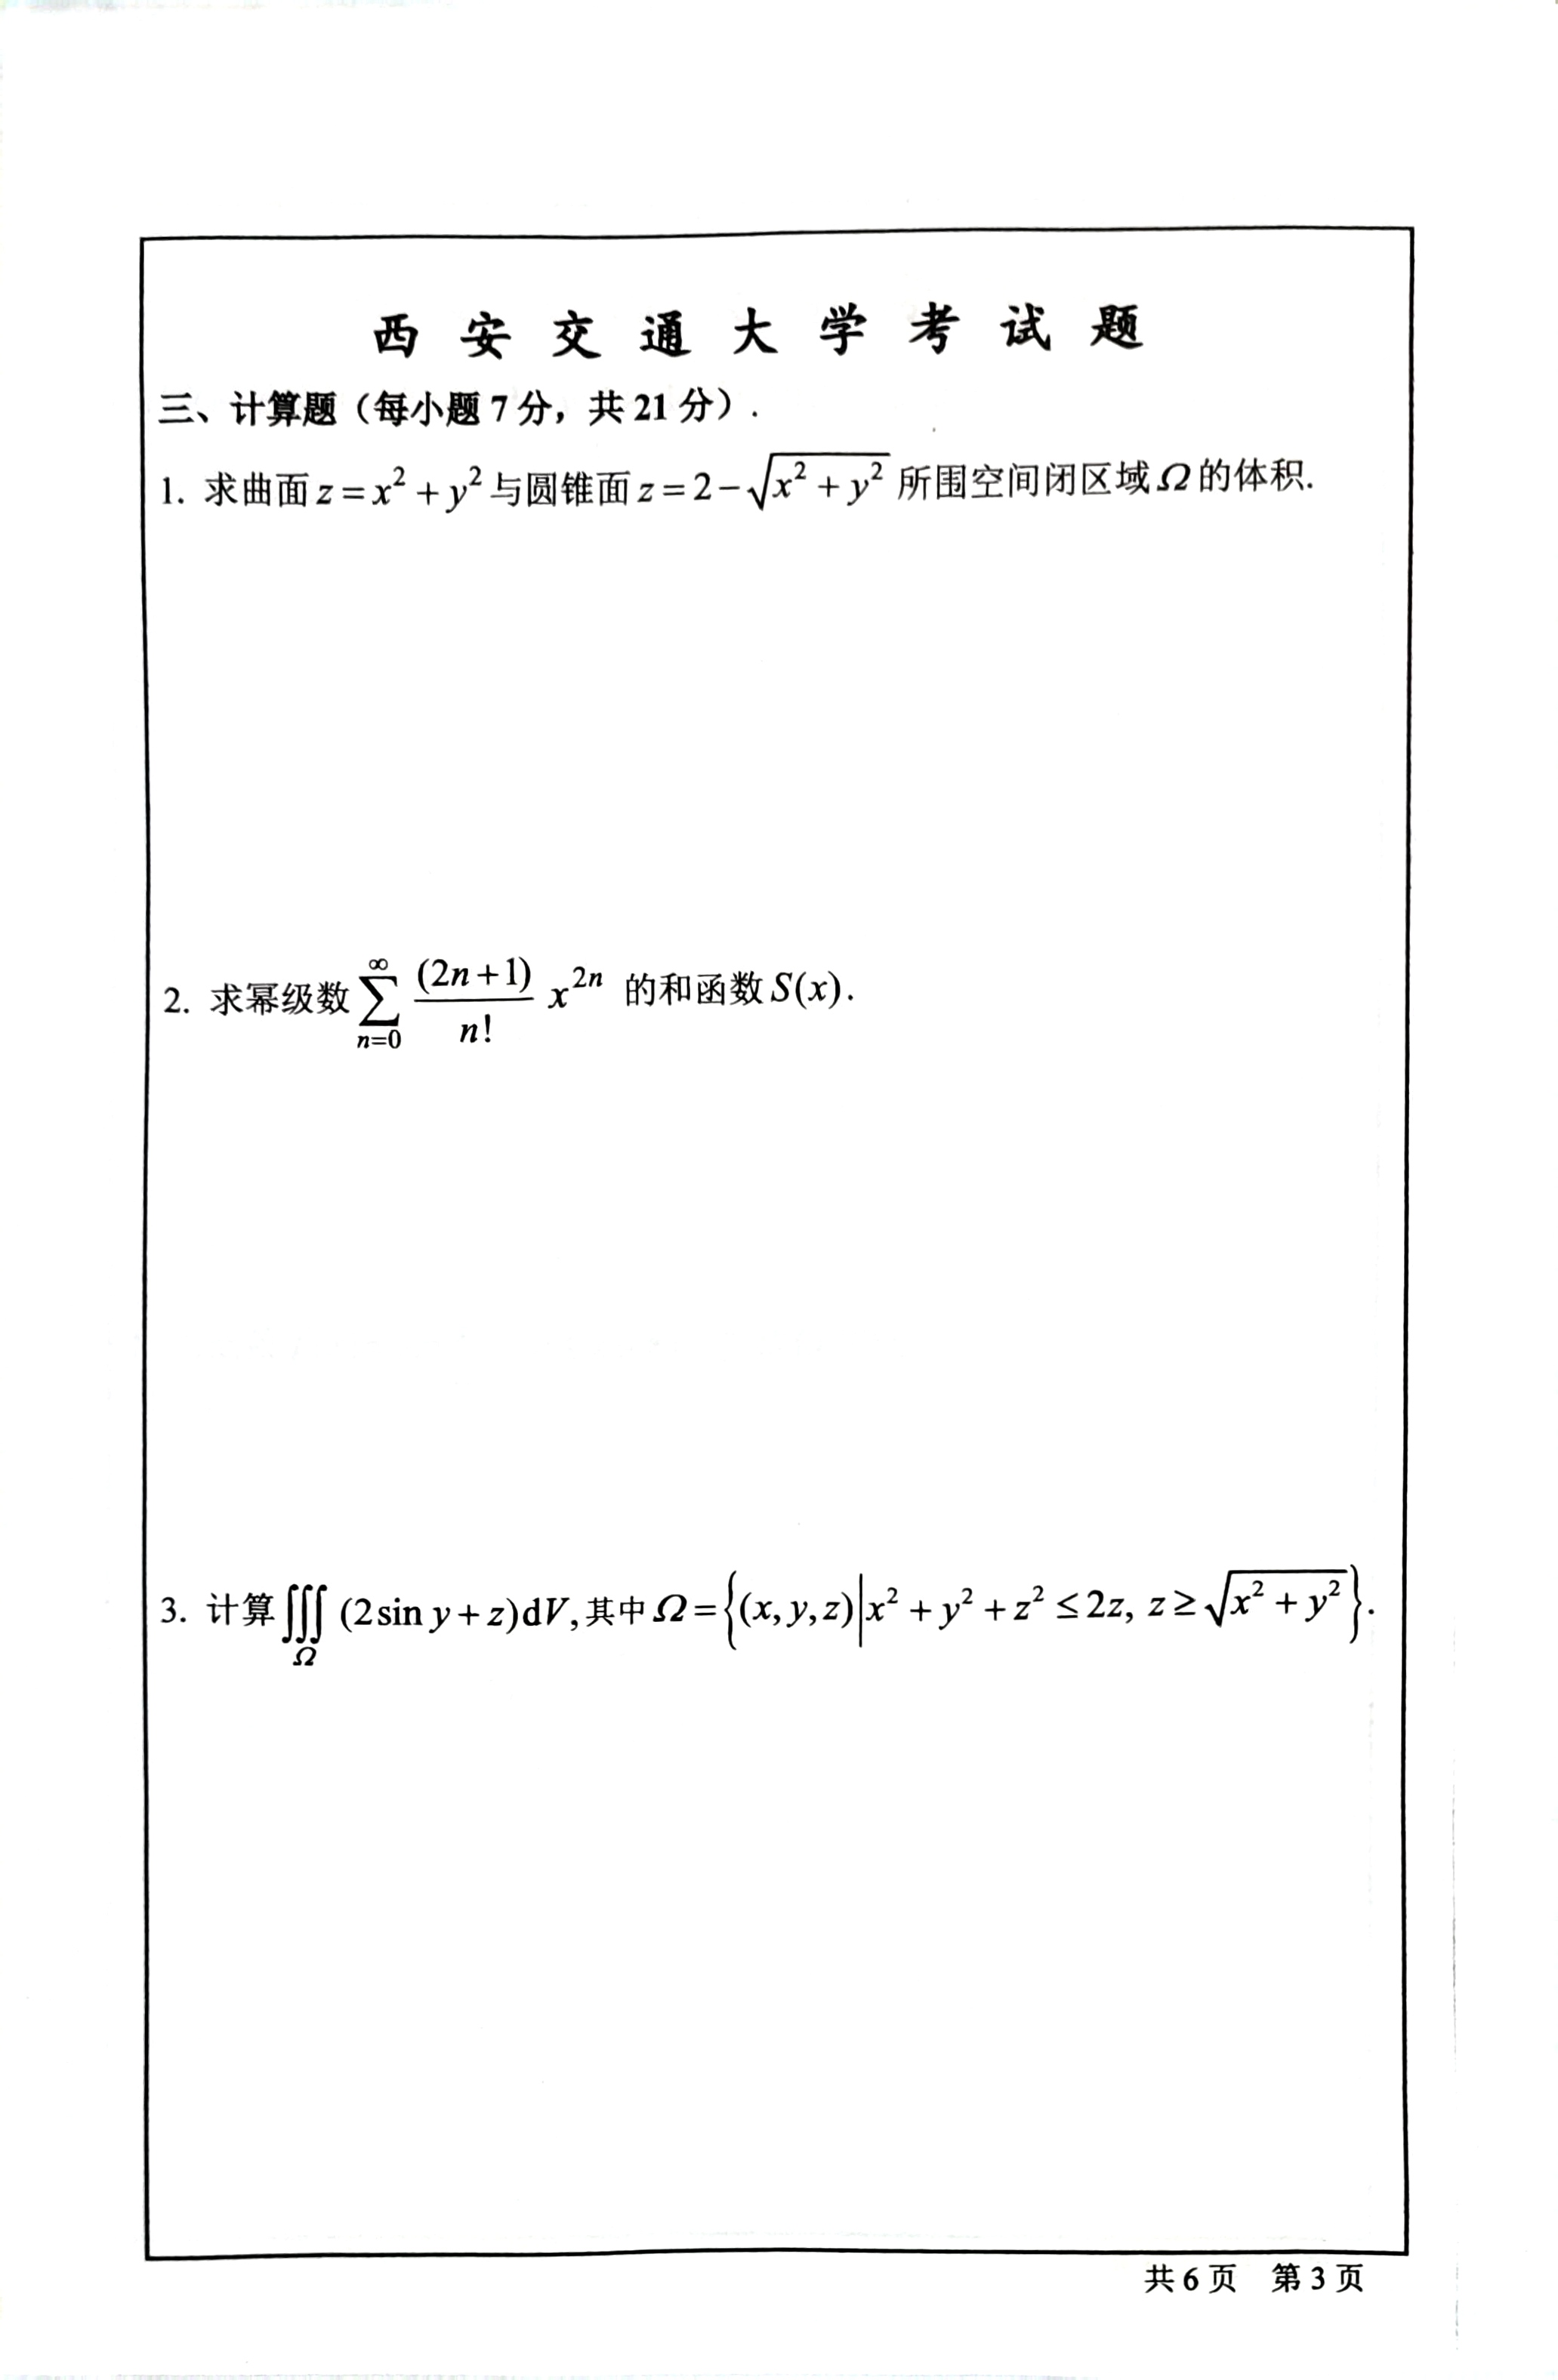 西安交通大学考试题
三、计算题（每小题 7 分，共 21 分）.
1. 求曲面 $z=x^2+y^2$ 与圆锥面 $z=2-\sqrt{x^2+y^2}$ 所围空间闭区域 $\Omega$ 的体积.
2. 求幂级数 $\sum_{n=0}^{\infty}\frac{(2n+1)}{n!}x^{2n}$ 的和函数 $S(x)$.
3. 计算 $\iiint_{\Omega}(2\sin y+z)\mathrm{d}V$, 其中 $\Omega=\left\{(x,y,z)\middle|x^2+y^2+z^2\leq 2z,\ z\geq\sqrt{x^2+y^2}\right\}$.
共 6 页 第 3 页